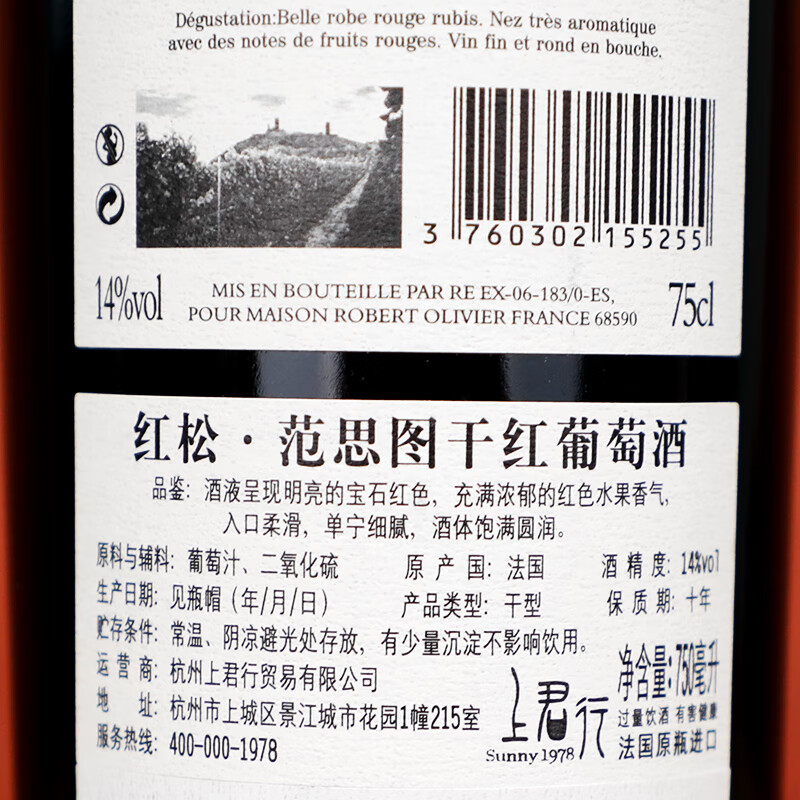 Dégustation:Belle robe rouge rubis. Nez très aromatique
avec des notes de fruits rouges. Vin fin et rond en bouche.
3 760302 155255
14%vol
MIS EN BOUTEILLE PAR RE EX-06-183/0-ES,
POUR MAISON ROBERT OLIVIER FRANCE 68590
75cl
红松·范思图干红葡萄酒
品鉴: 酒液呈现明亮的宝石红色，充满浓郁的红色水果香气,
入口柔滑，单宁细腻，酒体饱满圆润。
原料与辅料: 葡萄汁、二氧化硫 原产国: 法国 酒精度: 14%vol
生产日期: 见瓶帽（年/月/日） 产品类型: 干型 保质期: 十年
贮存条件: 常温、阴凉避光处存放，有少量沉淀不影响饮用。
运营商: 杭州上君行贸易有限公司
地址: 杭州市上城区景江城市花园1幢215室
服务热线: 400-000-1978
上君行
Sunny1978
净含量:750毫升
过量饮酒 有害健康
法国原瓶进口